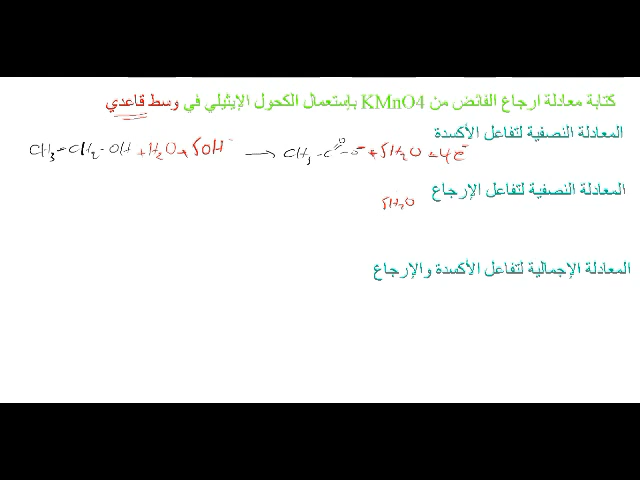 كتابة معادلة ارجاع الفائض من KMnO4 بإستعمال الكحول الإيثيلي في وسط قاعدي
المعادلة النصفية لتفاعل الأكسدة
CH3-CH2-OH + H2O + 5OH⁻ → CH3-C(=O)-O⁻ + 5H2O + 4e⁻
المعادلة النصفية لتفاعل الإرجاع
5H2O
المعادلة الإجمالية لتفاعل الأكسدة والإرجاع